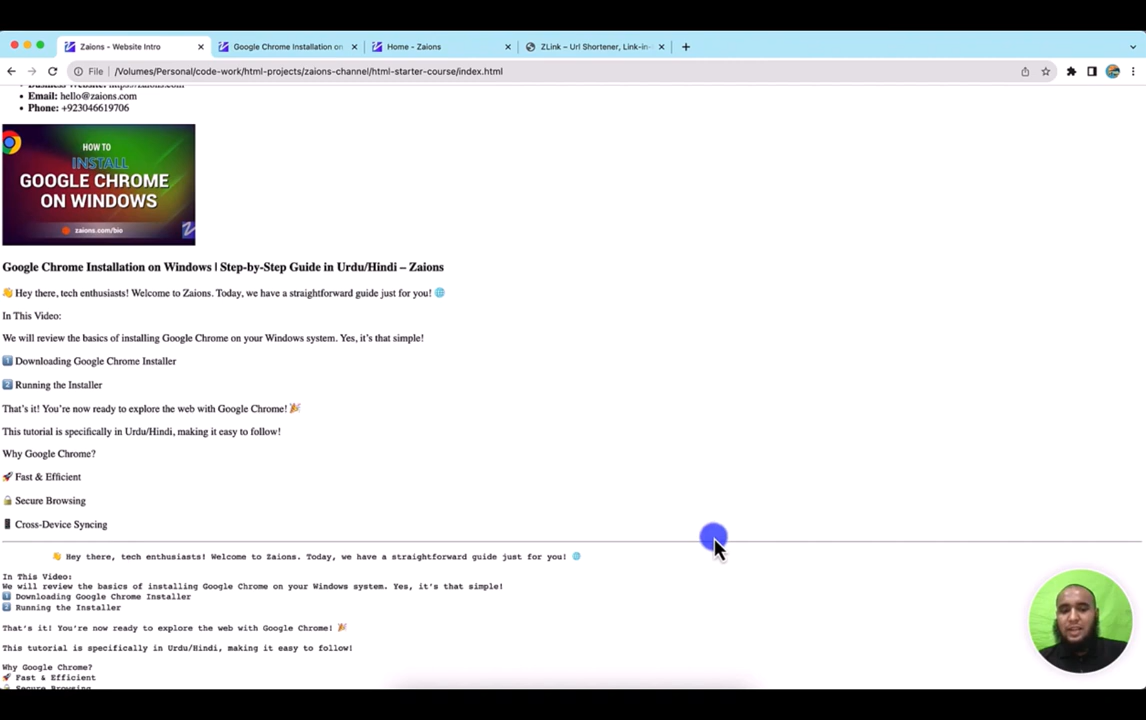 Zaions - Website Intro
Google Chrome Installation on
Home - Zaions
ZLink – Url Shortener, Link-in-
File /Volumes/Personal/code-work/html-projects/zaions-channel/html-starter-course/index.html
• Business Website: https://zaions.com
• Email: hello@zaions.com
• Phone: +923046619706
HOW TO
INSTALL
GOOGLE CHROME
ON WINDOWS
zaions.com/bio
Google Chrome Installation on Windows | Step-by-Step Guide in Urdu/Hindi – Zaions
👋 Hey there, tech enthusiasts! Welcome to Zaions. Today, we have a straightforward guide just for you! 🌐
In This Video:
We will review the basics of installing Google Chrome on your Windows system. Yes, it’s that simple!
1️⃣ Downloading Google Chrome Installer
2️⃣ Running the Installer
That’s it! You’re now ready to explore the web with Google Chrome! 🎉
This tutorial is specifically in Urdu/Hindi, making it easy to follow!
Why Google Chrome?
🚀 Fast & Efficient
🔒 Secure Browsing
📱 Cross-Device Syncing
👋 Hey there, tech enthusiasts! Welcome to Zaions. Today, we have a straightforward guide just for you! 🌐
In This Video:
We will review the basics of installing Google Chrome on your Windows system. Yes, it’s that simple!
1️⃣ Downloading Google Chrome Installer
2️⃣ Running the Installer
That’s it! You’re now ready to explore the web with Google Chrome! 🎉
This tutorial is specifically in Urdu/Hindi, making it easy to follow!
Why Google Chrome?
🚀 Fast & Efficient
🔒 Secure Browsing